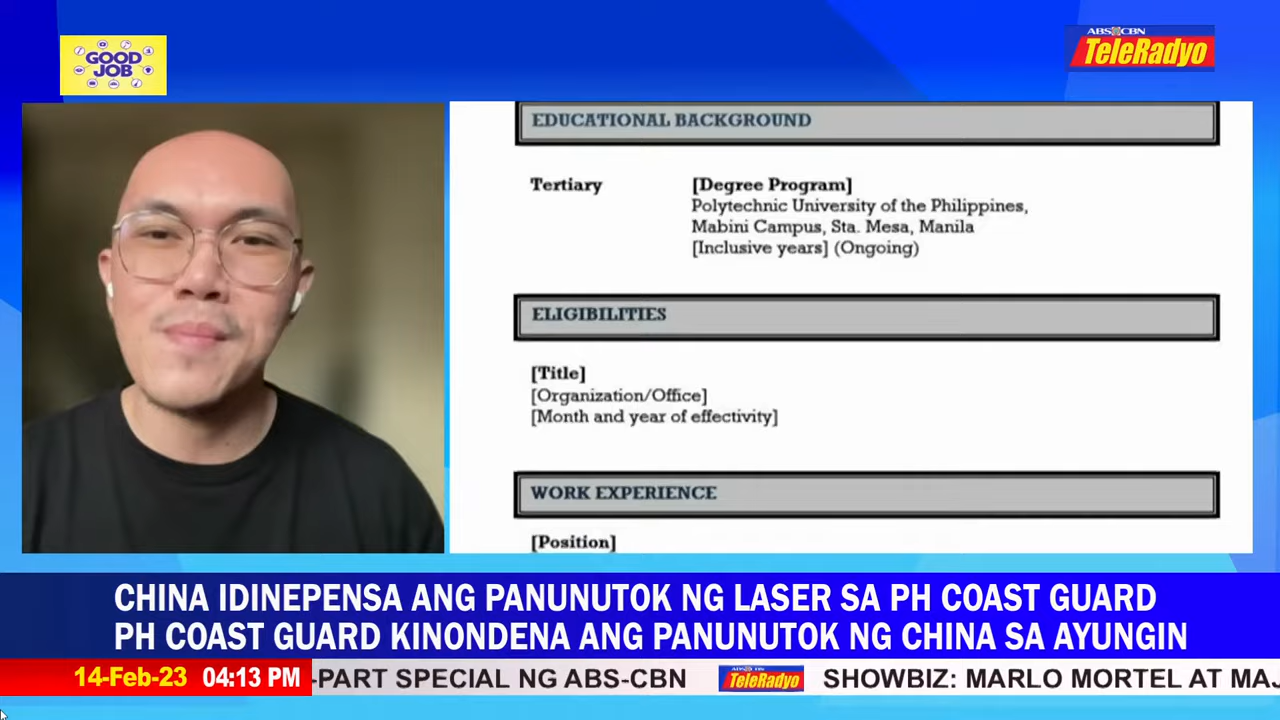 GOOD
JOB
ABS-CBN
TeleRadyo
EDUCATIONAL BACKGROUND
Tertiary [Degree Program]
Polytechnic University of the Philippines,
Mabini Campus, Sta. Mesa, Manila
[Inclusive years] (Ongoing)
ELIGIBILITIES
[Title]
[Organization/Office]
[Month and year of effectivity]
WORK EXPERIENCE
[Position]
CHINA IDINEPENSA ANG PANUNUTOK NG LASER SA PH COAST GUARD
PH COAST GUARD KINONDENA ANG PANUNUTOK NG CHINA SA AYUNGIN
14-Feb-23 04:13 PM -PART SPECIAL NG ABS-CBN ABS-CBN TeleRadyo SHOWBIZ: MARLO MORTEL AT MAJ